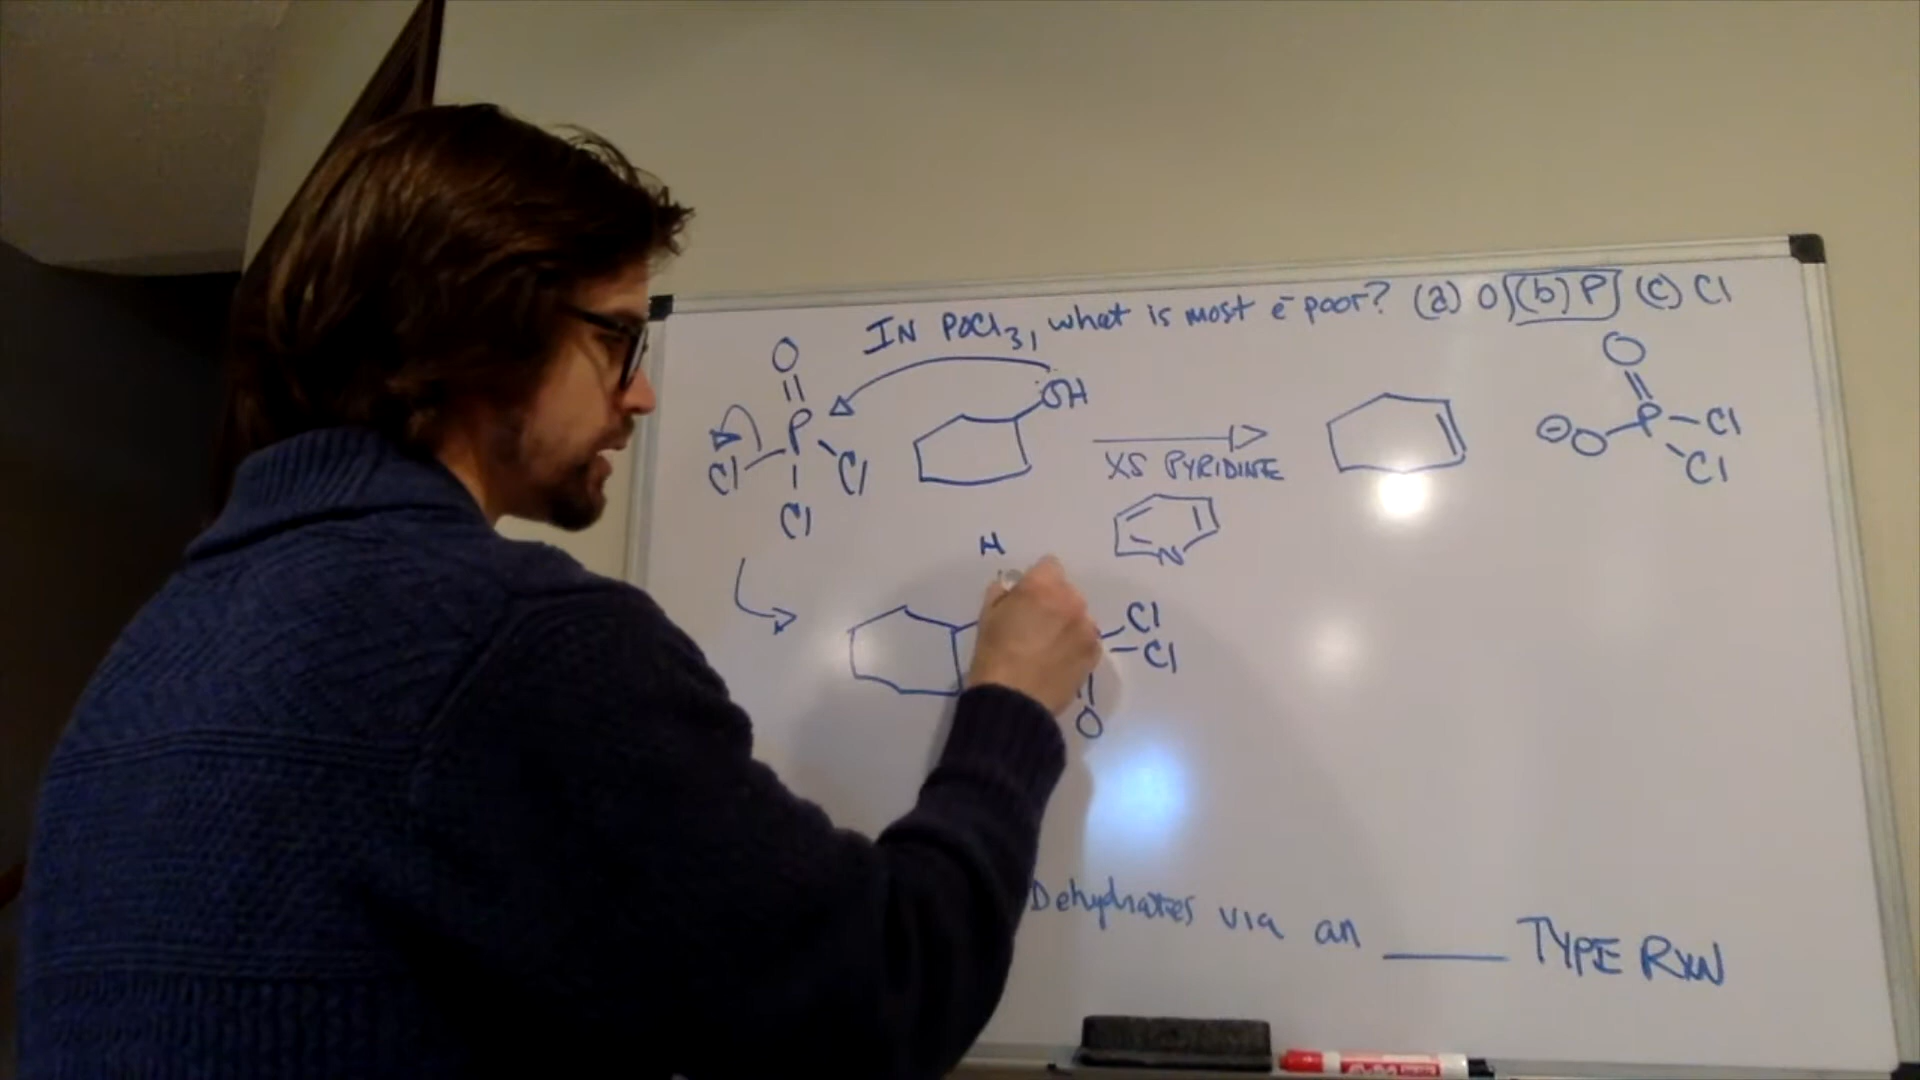 IN POCl3, what is most e⁻ poor? (a) O (b) P (c) Cl
O
P
Cl
Cl
Cl
OH
XS PYRIDINE
N
O
⊖O
P
Cl
Cl
H
Cl
Cl
O
Dehydrates via an ____ TYPE RXN